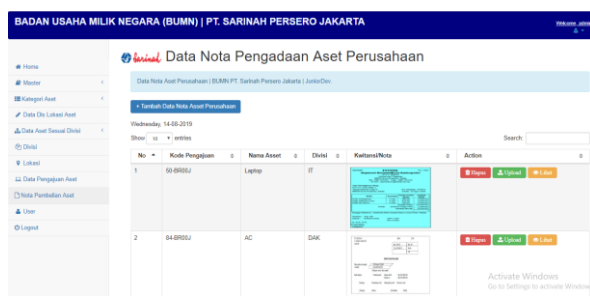 BADAN USAHA MILIK NEGARA (BUMN) | PT. SARINAH PERSERO JAKARTA
Welcome, admin
Sarinah Data Nota Pengadaan Aset Perusahaan
Home
Master
Kategori Aset
Data Dis Lokasi Aset
Data Aset Sesuai Divisi
Divisi
Lokasi
Data Pengajuan Aset
Nota Pembelian Aset
User
Logout
Data Nota Aset Perusahaan | BUMN PT. Sarinah Persero Jakarta | JuniorDev
+ Tambah Data Nota Asset Perusahaan
Wednesday, 14-08-2019
Show 10 entries
Search:
No Kode Pengajuan Nama Asset Divisi Kwitansi/Nota Action
1 Laptop IT Hapus Upload Lihat
2 AC DAK Hapus Upload Lihat
Activate Windows
Go to Settings to activate Windows